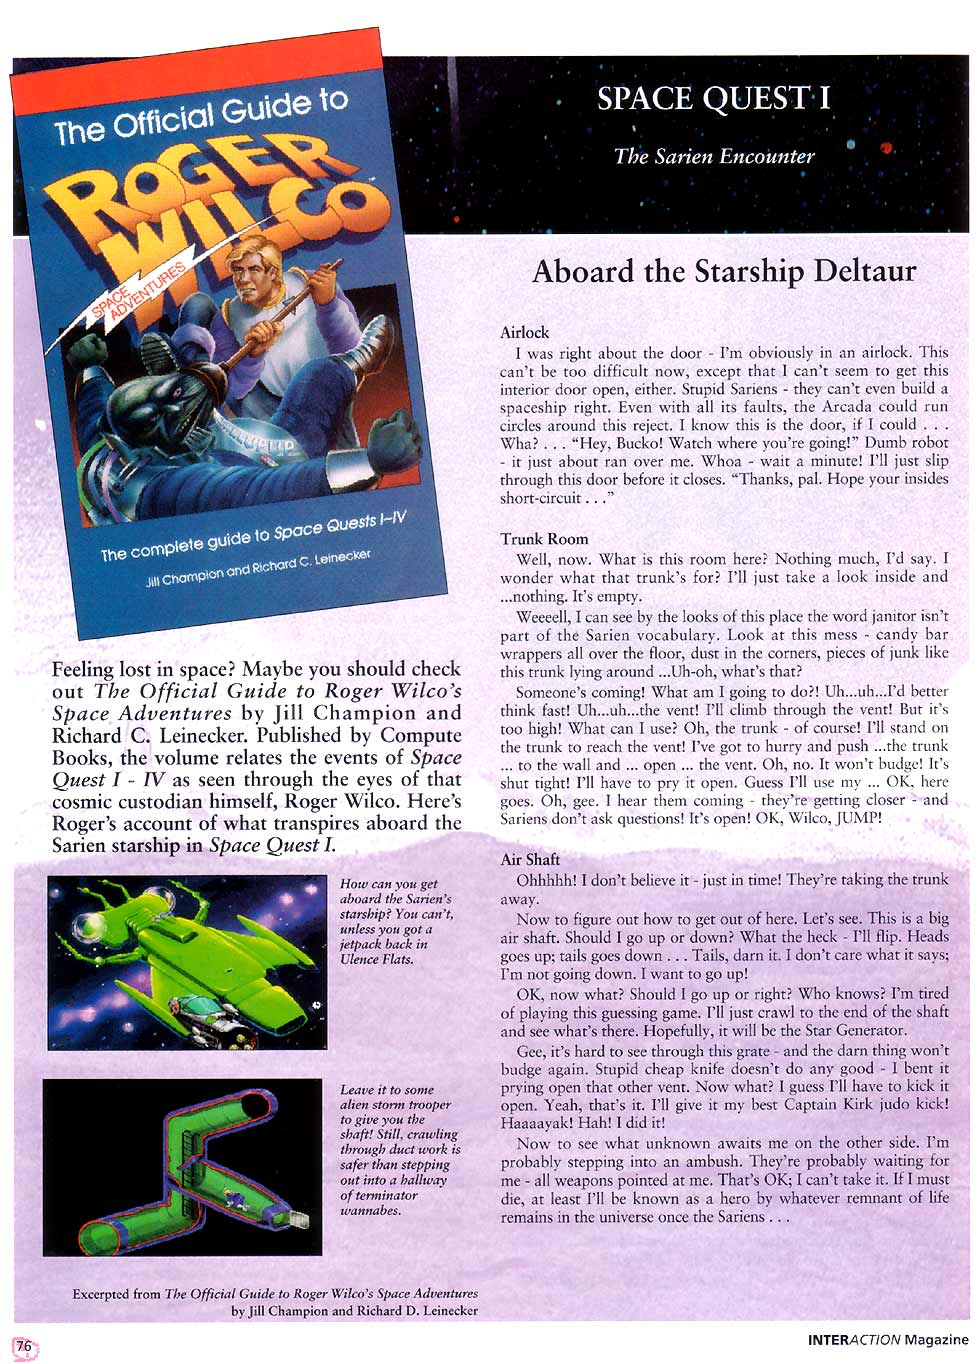 The Official Guide to
ROGER
WILCO
SPACE
ADVENTURES
The complete guide to Space Quests I–IV
Jill Champion and Richard C. Leinecker
Feeling lost in space? Maybe you should check
out The Official Guide to Roger Wilco's
Space Adventures by Jill Champion and
Richard C. Leinecker. Published by Compute
Books, the volume relates the events of Space
Quest I - IV as seen through the eyes of that
cosmic custodian himself, Roger Wilco. Here's
Roger's account of what transpires aboard the
Sarien starship in Space Quest I.
How can you get
aboard the Sarien's
starship? You can't,
unless you got a
jetpack back in
Ulence Flats.
Leave it to some
alien storm trooper
to give you the
shaft! Still, crawling
through duct work is
safer than stepping
out into a hallway
of terminator
wannabes.
Excerpted from The Official Guide to Roger Wilco's Space Adventures
by Jill Champion and Richard D. Leinecker
SPACE QUEST I
The Sarien Encounter
Aboard the Starship Deltaur
Airlock
I was right about the door - I'm obviously in an airlock. This
can't be too difficult now, except that I can't seem to get this
interior door open, either. Stupid Sariens - they can't even build a
spaceship right. Even with all its faults, the Arcada could run
circles around this reject. I know this is the door, if I could . . .
Wha? . . . “Hey, Bucko! Watch where you're going!” Dumb robot
- it just about ran over me. Whoa - wait a minute! I'll just slip
through this door before it closes. “Thanks, pal. Hope your insides
short-circuit . . .”
Trunk Room
Well, now. What is this room here? Nothing much, I'd say. I
wonder what that trunk's for? I'll just take a look inside and
...nothing. It's empty.
Weeeell, I can see by the looks of this place the word janitor isn't
part of the Sarien vocabulary. Look at this mess - candy bar
wrappers all over the floor, dust in the corners, pieces of junk like
this trunk lying around ...Uh-oh, what's that?
Someone's coming! What am I going to do?! Uh...uh...I'd better
think fast! Uh...uh...the vent! I'll climb through the vent! But it's
too high! What can I use? Oh, the trunk - of course! I'll stand on
the trunk to reach the vent! I've got to hurry and push ...the trunk
... to the wall and ... open ... the vent. Oh, no. It won't budge! It's
shut tight! I'll have to pry it open. Guess I'll use my ... OK, here
goes. Oh, gee. I hear them coming - they're getting closer - and
Sariens don't ask questions! It's open! OK, Wilco, JUMP!
Air Shaft
Ohhhhh! I don't believe it - just in time! They're taking the trunk
away.
Now to figure out how to get out of here. Let's see. This is a big
air shaft. Should I go up or down? What the heck - I'll flip. Heads
goes up; tails goes down . . . Tails, darn it. I don't care what it says;
I'm not going down. I want to go up!
OK, now what? Should I go up or right? Who knows? I'm tired
of playing this guessing game. I'll just crawl to the end of the shaft
and see what's there. Hopefully, it will be the Star Generator.
Gee, it's hard to see through this grate - and the darn thing won't
budge again. Stupid cheap knife doesn't do any good - I bent it
prying open that other vent. Now what? I guess I'll have to kick it
open. Yeah, that's it. I'll give it my best Captain Kirk judo kick!
Haaaayak! Hah! I did it!
Now to see what unknown awaits me on the other side. I'm
probably stepping into an ambush. They're probably waiting for
me - all weapons pointed at me. That's OK; I can't take it. If I must
die, at least I'll be known as a hero by whatever remnant of life
remains in the universe once the Sariens . . .
76
INTERACTION Magazine